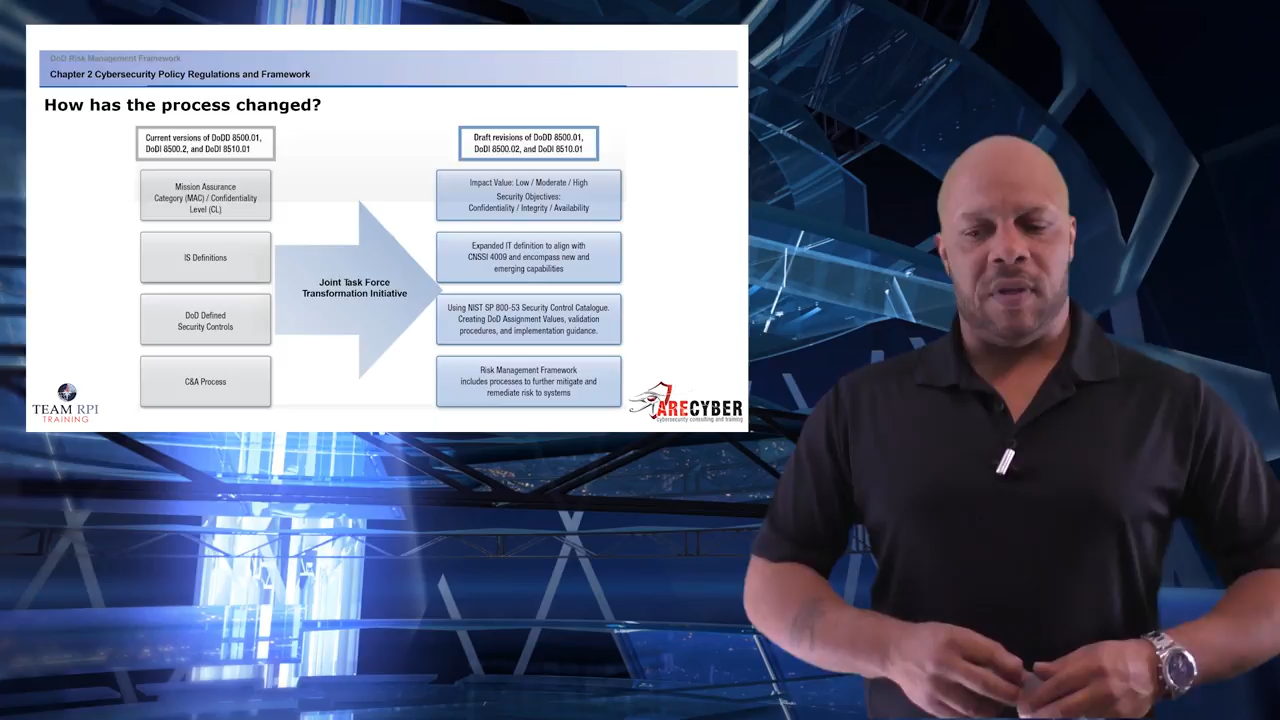 DoD Risk Management Framework
Chapter 2 Cybersecurity Policy Regulations and Framework
How has the process changed?
Current versions of DoDD 8500.01,
DoDI 8500.2, and DoDI 8510.01
Mission Assurance
Category (MAC) / Confidentiality
Level (CL)
IS Definitions
DoD Defined
Security Controls
C&A Process
Joint Task Force
Transformation Initiative
Draft revisions of DoDD 8500.01,
DoDI 8500.02, and DoDI 8510.01
Impact Value: Low / Moderate / High
Security Objectives:
Confidentiality / Integrity / Availability
Expanded IT definition to align with
CNSSI 4009 and encompass new and
emerging capabilities
Using NIST SP 800-53 Security Control Catalogue.
Creating DoD Assignment Values, validation
procedures, and implementation guidance.
Risk Management Framework
includes processes to further mitigate and
remediate risk to systems
TEAM RPI
TRAINING
ARECYBER
cybersecurity consulting and training